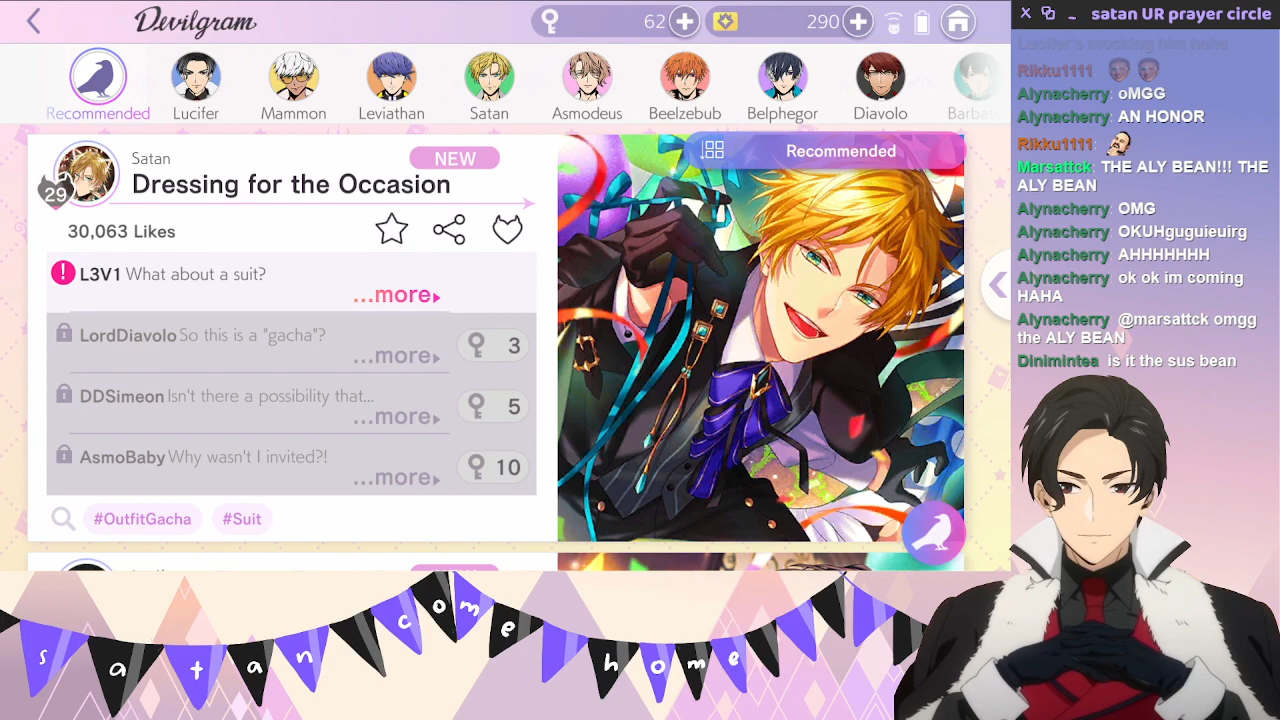 Devilgram
62
290
Recommended
Lucifer
Mammon
Leviathan
Satan
Asmodeus
Beelzebub
Belphegor
Diavolo
Barbat
Satan
NEW
29
Dressing for the Occasion
30,063 Likes
L3V1 What about a suit?
...more
LordDiavolo So this is a "gacha"?
...more
3
DDSimeon Isn't there a possibility that...
...more
5
AsmoBaby Why wasn't I invited?!
...more
10
#OutfitGacha #Suit
Recommended
satan come home
satan UR prayer circle
Lucifer's mocking him haha
Rikku1111
Alynacherry: oMGG
Alynacherry: AN HONOR
Rikku1111:
Marsattck: THE ALY BEAN!!! THE
ALY BEAN
Alynacherry: OMG
Alynacherry: OKUHguguieuirg
Alynacherry: AHHHHHHH
Alynacherry: ok ok im coming
HAHA
Alynacherry: @marsattck omgg
the ALY BEAN
Dinimintea: is it the sus bean